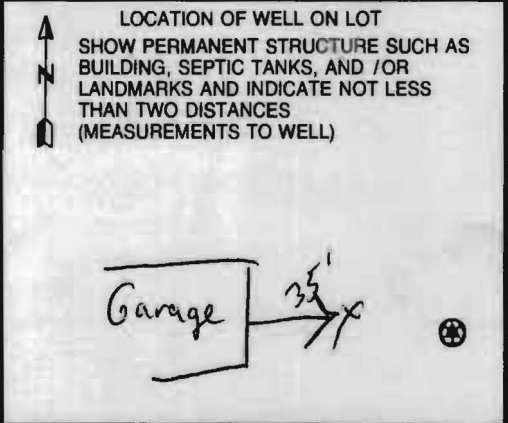 LOCATION OF WELL ON LOT
SHOW PERMANENT STRUCTURE SUCH AS
BUILDING, SEPTIC TANKS, AND /OR
LANDMARKS AND INDICATE NOT LESS
THAN TWO DISTANCES
(MEASUREMENTS TO WELL)
N
Garage
35'
X